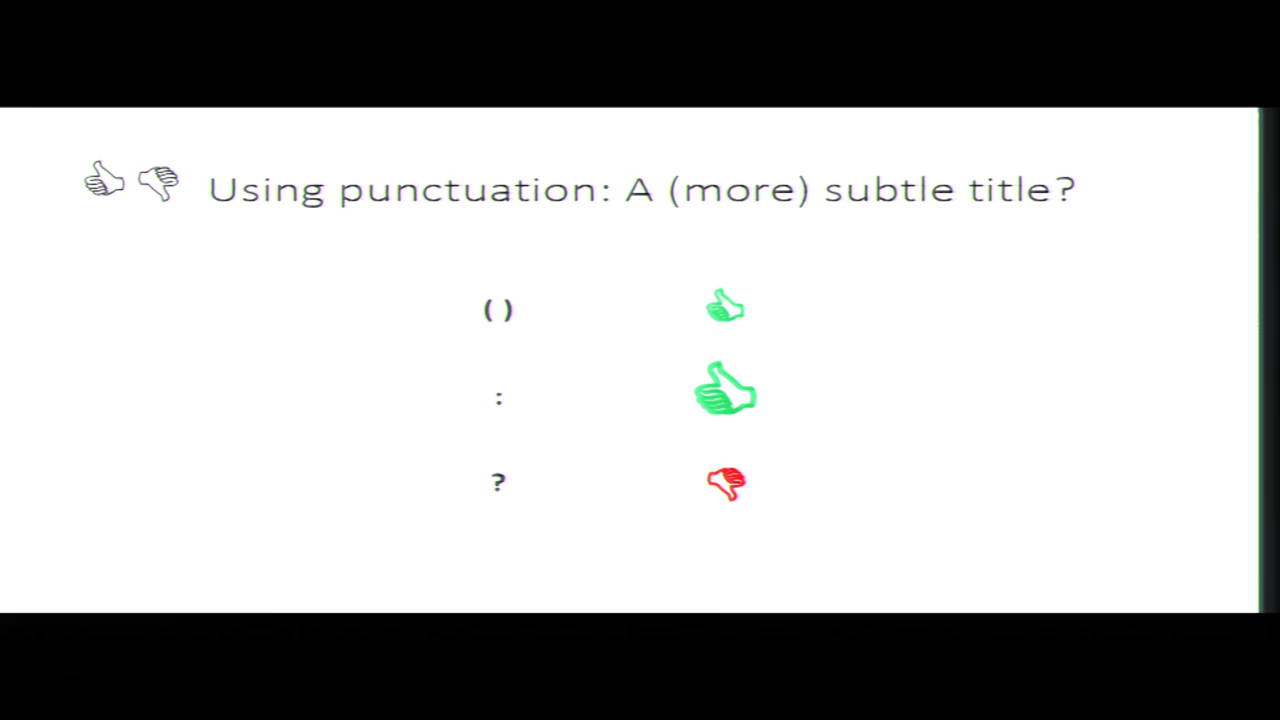 Using punctuation: A (more) subtle title?
( )
:
?